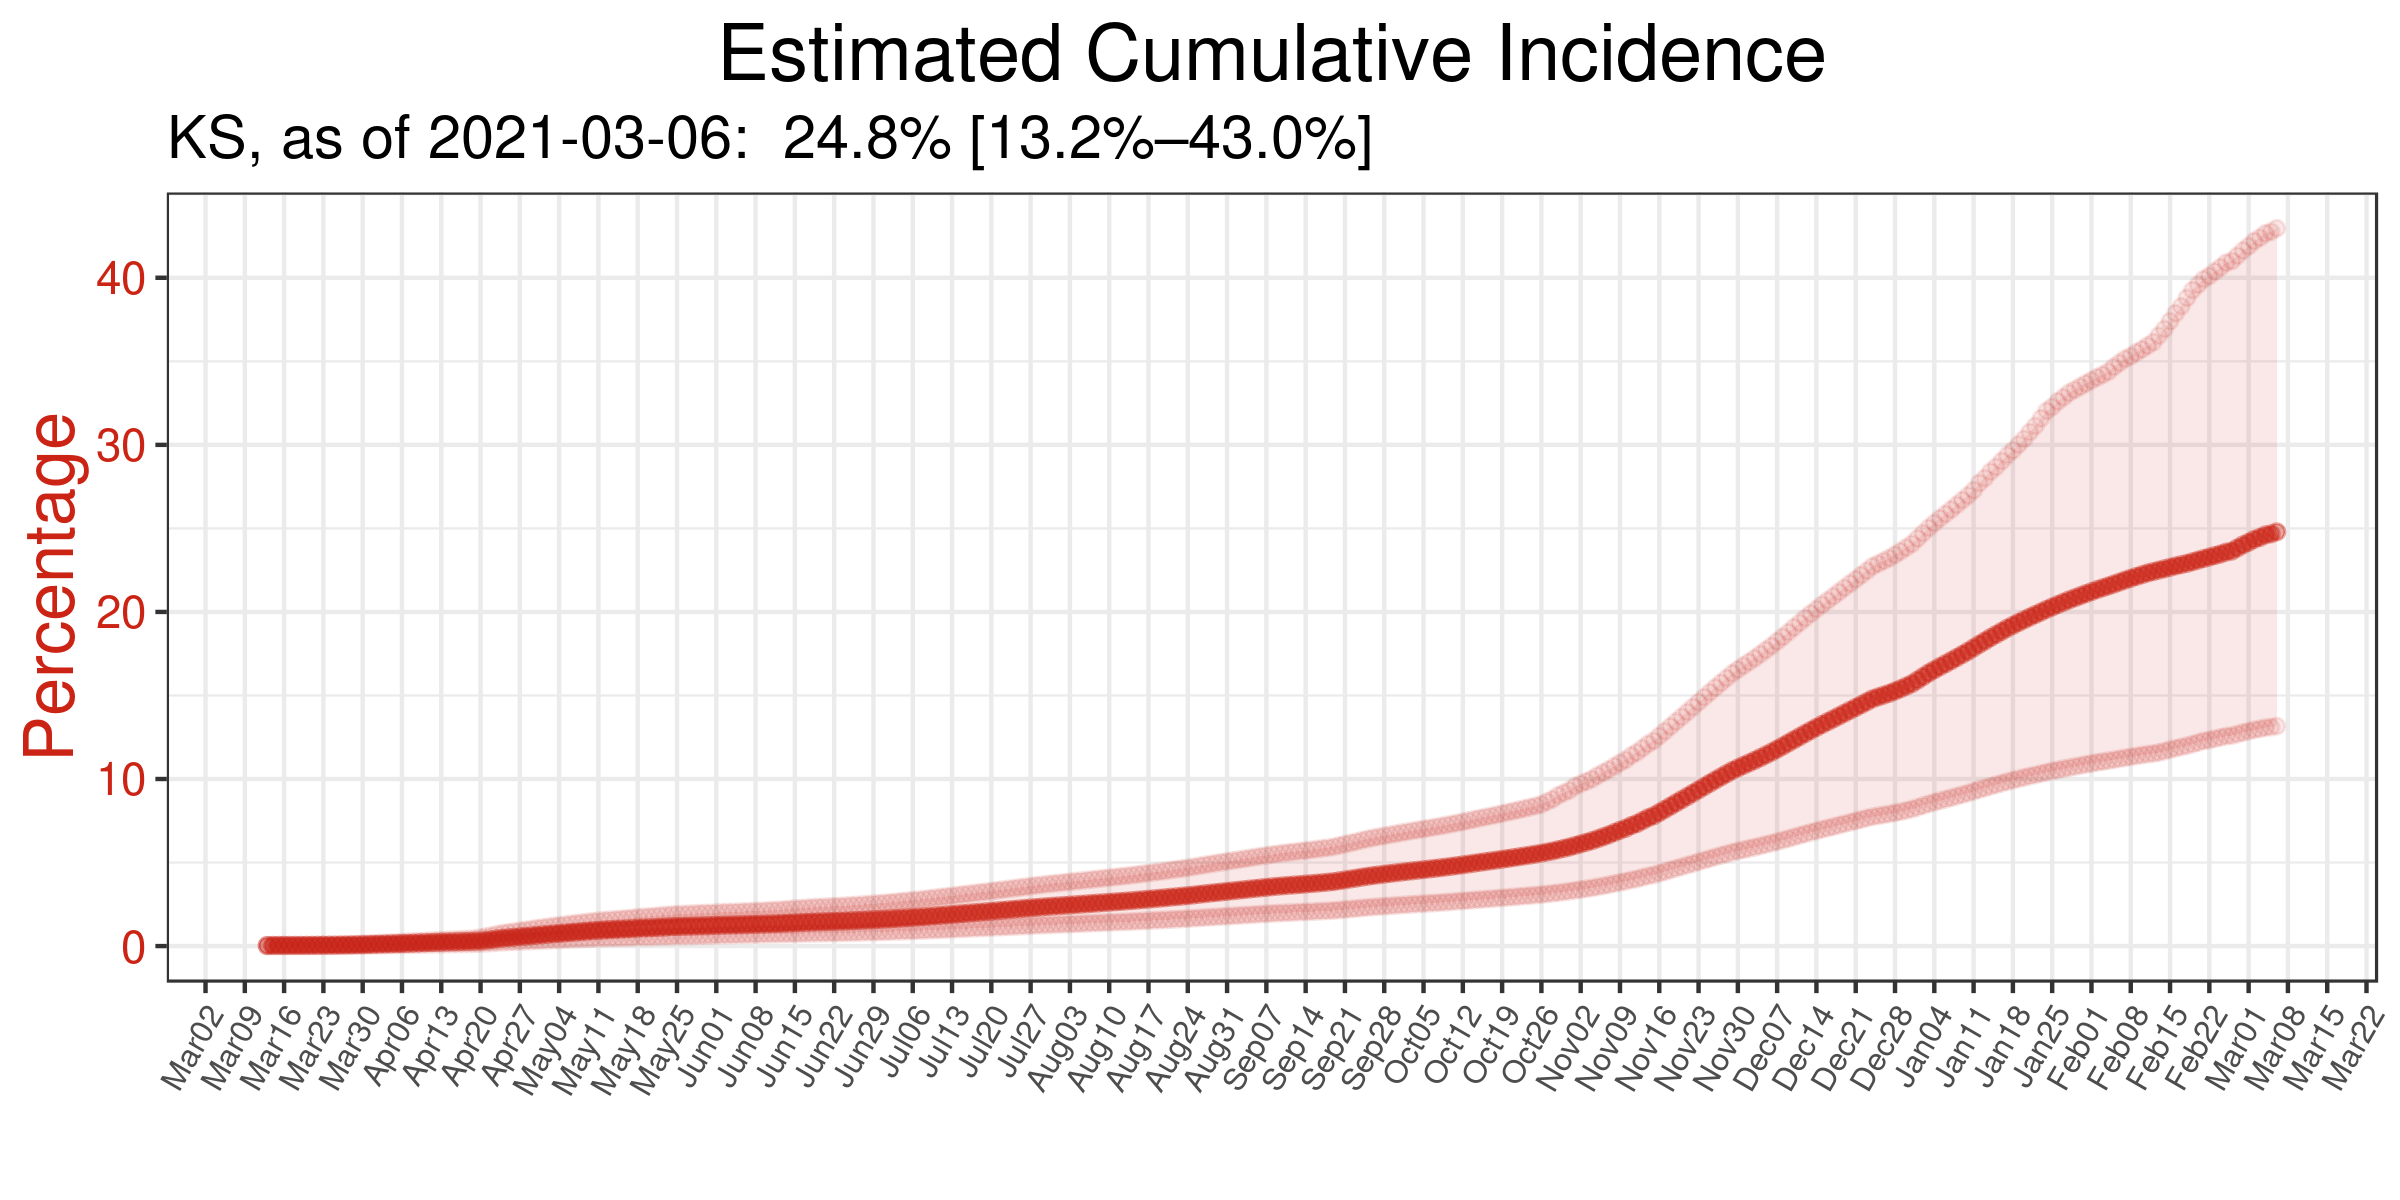 Estimated Cumulative Incidence
KS, as of 2021-03-06:  24.8% [13.2%–43.0%]
Percentage
40
30
20
10
0
Mar02
Mar09
Mar16
Mar23
Mar30
Apr06
Apr13
Apr20
Apr27
May04
May11
May18
May25
Jun01
Jun08
Jun15
Jun22
Jun29
Jul06
Jul13
Jul20
Jul27
Aug03
Aug10
Aug17
Aug24
Aug31
Sep07
Sep14
Sep21
Sep28
Oct05
Oct12
Oct19
Oct26
Nov02
Nov09
Nov16
Nov23
Nov30
Dec07
Dec14
Dec21
Dec28
Jan04
Jan11
Jan18
Jan25
Feb01
Feb08
Feb15
Feb22
Mar01
Mar08
Mar15
Mar22